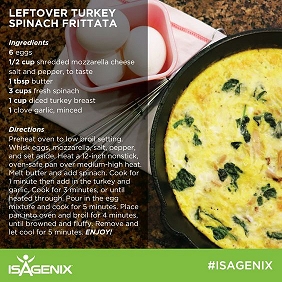 LEFTOVER TURKEY
SPINACH FRITTATA
Ingredients
6 eggs
1/2 cup shredded mozzarella cheese
salt and pepper, to taste
1 tbsp butter
3 cups fresh spinach
1 cup diced turkey breast
1 clove garlic, minced
Directions
Preheat oven to low broil setting.
Whisk eggs, mozzarella, salt, pepper,
and set aside. Heat a 12-inch nonstick,
oven-safe pan over medium-high heat.
Melt butter and add spinach. Cook for
1 minute then add in the turkey and
garlic. Cook for 3 minutes, or until
heated through. Pour in the egg
mixture and cook for 5 minutes. Place
pan into oven and broil for 4 minutes,
until browned and fluffy. Remove and
let cool for 5 minutes. ENJOY!
ISAGENIX
#ISAGENIX